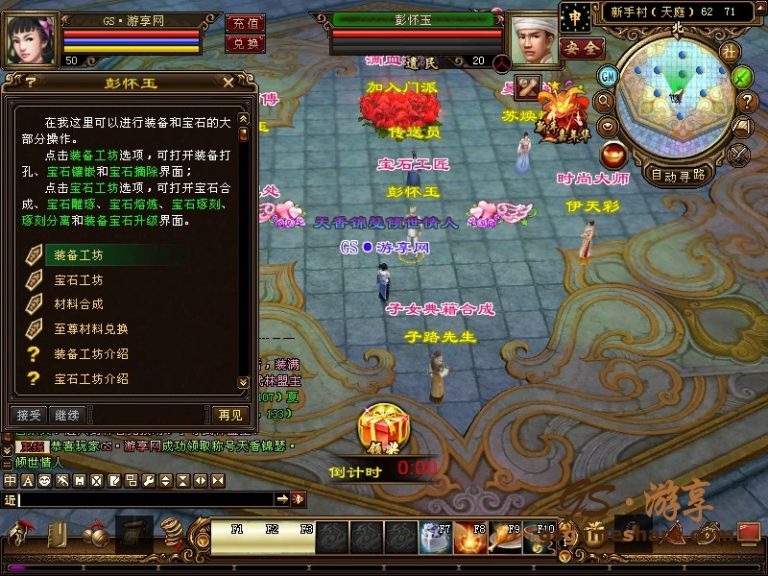 GS·游享网
充值
兑换
50
彭怀玉
20
安全
申
新手村（天庭）62 71
北
社
GM
自动寻路
彭怀玉
在我这里可以进行装备和宝石的大
部分操作。
点击装备工坊选项，可打开装备打
孔、宝石镶嵌和宝石摘除界面；
点击宝石工坊选项，可打开宝石合
成、宝石雕琢、宝石熔炼、宝石琢刻、
琢刻分离和装备宝石升级界面。
装备工坊
宝石工坊
材料合成
至尊材料兑换
装备工坊介绍
宝石工坊介绍
接受
继续
再见
遗民
加入门派
传送员
宝石工匠
彭怀玉
天香锦瑟倾世情人
GS·游享网
时尚大师
伊天彩
子女典籍合成
子路先生
领奖
倒计时 0:00
恭喜玩家GS·游享网成功领取称号天香锦瑟·
倾世情人
近
F1 F2 F3 F7 F8 F9 F10
GS·游享